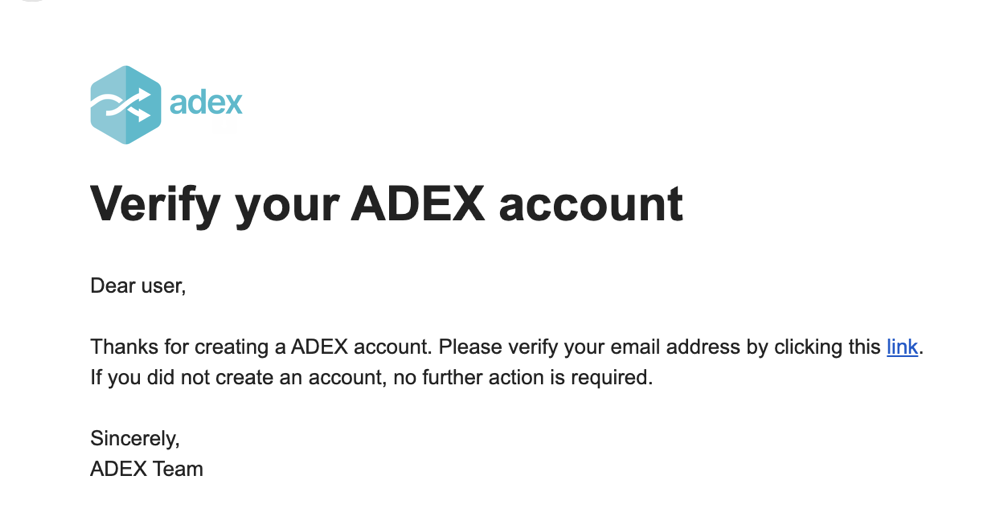 adex
Verify your ADEX account
Dear user,
Thanks for creating a ADEX account. Please verify your email address by clicking this link.
If you did not create an account, no further action is required.
Sincerely,
ADEX Team